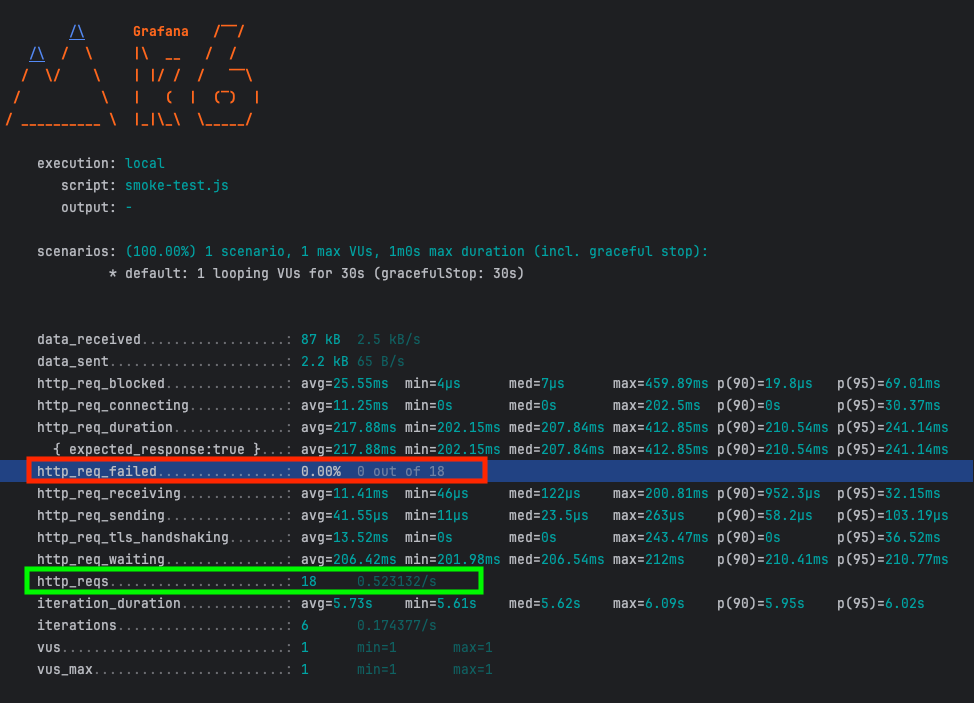 Grafana
execution: local
script: smoke-test.js
output: -
scenarios: (100.00%) 1 scenario, 1 max VUs, 1m0s max duration (incl. graceful stop):
* default: 1 looping VUs for 30s (gracefulStop: 30s)
data_received..................: 87 kB 2.5 kB/s
data_sent......................: 2.2 kB 65 B/s
http_req_blocked...............: avg=25.55ms min=4µs med=7µs max=459.89ms p(90)=19.8µs p(95)=69.01ms
http_req_connecting............: avg=11.25ms min=0s med=0s max=202.5ms p(90)=0s p(95)=30.37ms
http_req_duration..............: avg=217.88ms min=202.15ms med=207.84ms max=412.85ms p(90)=210.54ms p(95)=241.14ms
{ expected_response:true }...: avg=217.88ms min=202.15ms med=207.84ms max=412.85ms p(90)=210.54ms p(95)=241.14ms
http_req_failed................: 0.00% 0 out of 18
http_req_receiving.............: avg=11.41ms min=46µs med=122µs max=200.81ms p(90)=952.3µs p(95)=32.15ms
http_req_sending...............: avg=41.55µs min=11µs med=23.5µs max=263µs p(90)=58.2µs p(95)=103.19µs
http_req_tls_handshaking.......: avg=13.52ms min=0s med=0s max=243.47ms p(90)=0s p(95)=36.52ms
http_req_waiting...............: avg=206.42ms min=201.98ms med=206.54ms max=212ms p(90)=210.41ms p(95)=210.77ms
http_reqs......................: 18 0.523132/s
iteration_duration.............: avg=5.73s min=5.61s med=5.62s max=6.09s p(90)=5.95s p(95)=6.02s
iterations.....................: 6 0.174377/s
vus............................: 1 min=1 max=1
vus_max........................: 1 min=1 max=1